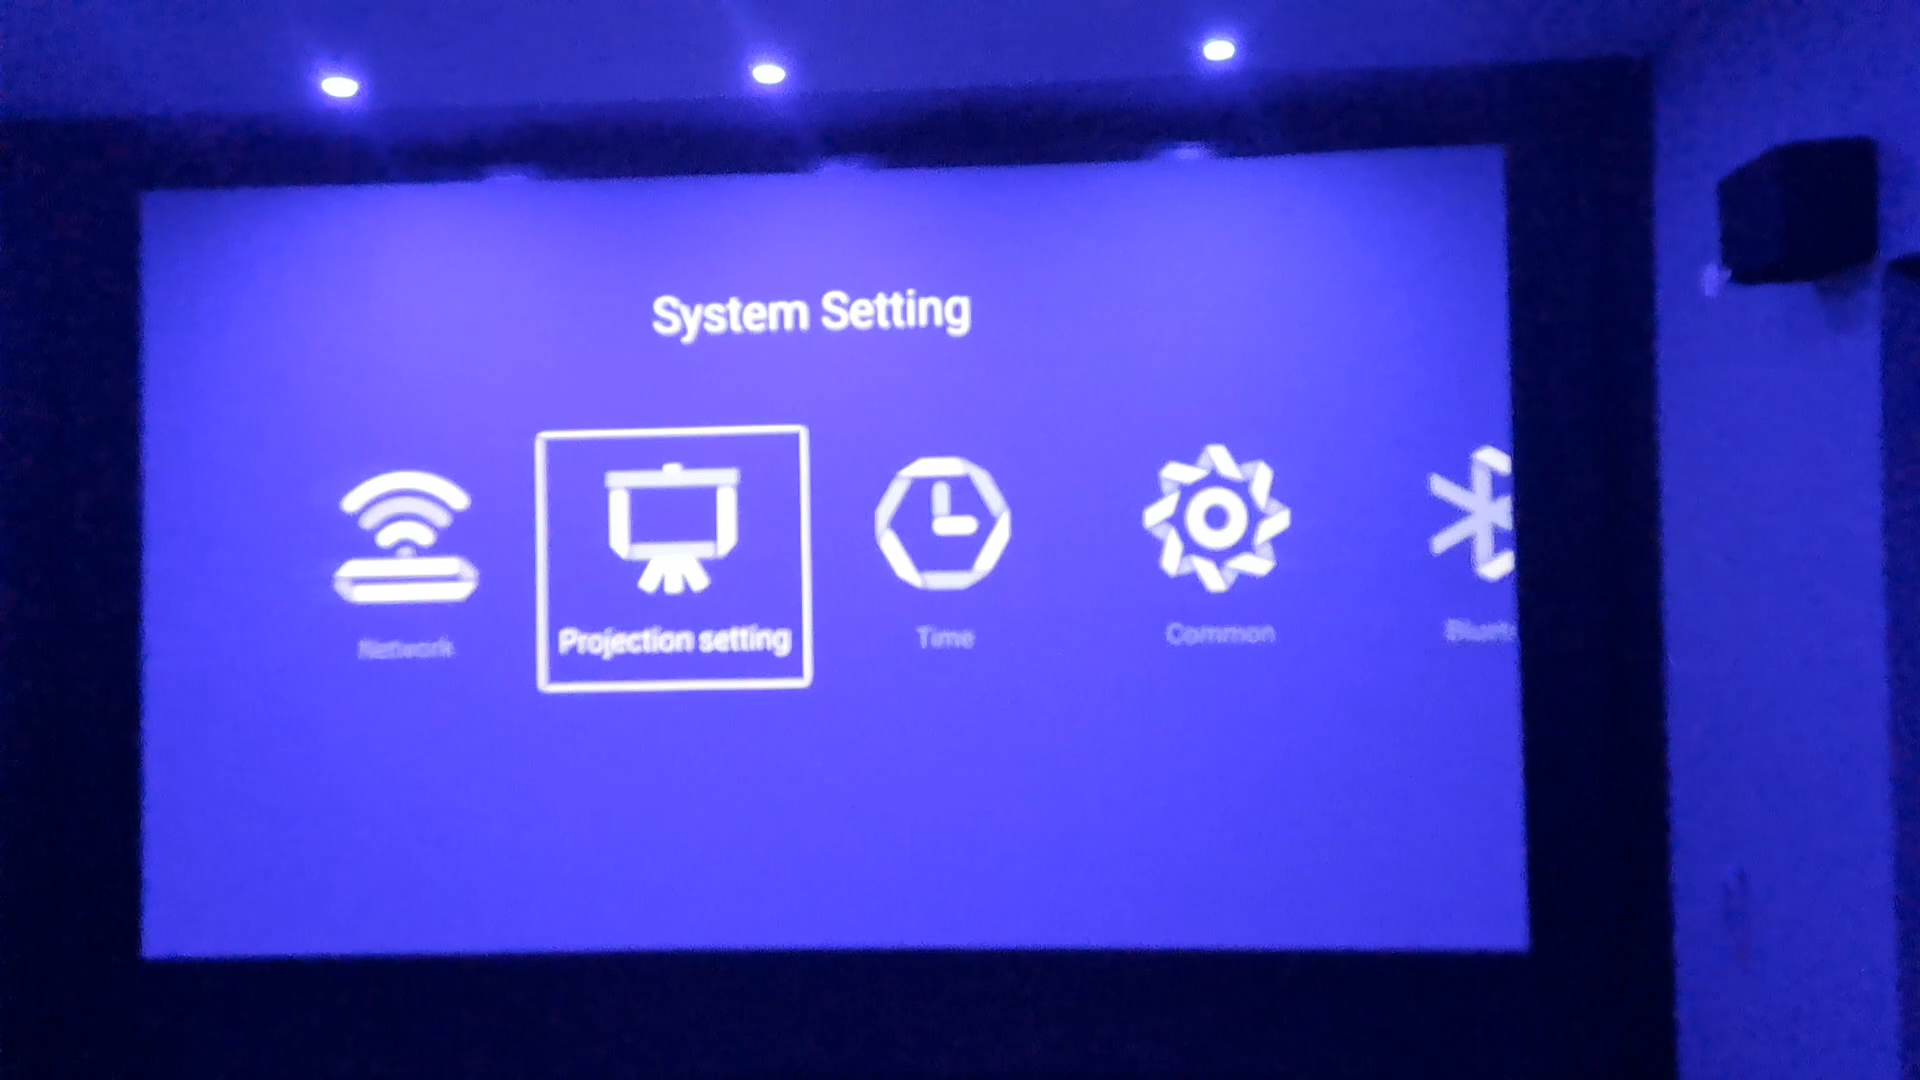 System Setting
Network
Projection setting
Time
Common